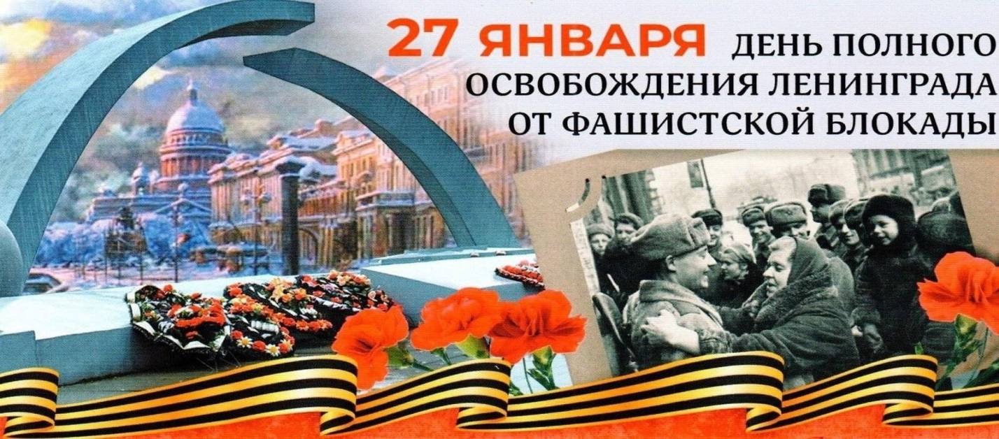 27 ЯНВАРЯ ДЕНЬ ПОЛНОГО
ОСВОБОЖДЕНИЯ ЛЕНИНГРАДА
ОТ ФАШИСТСКОЙ БЛОКАДЫ